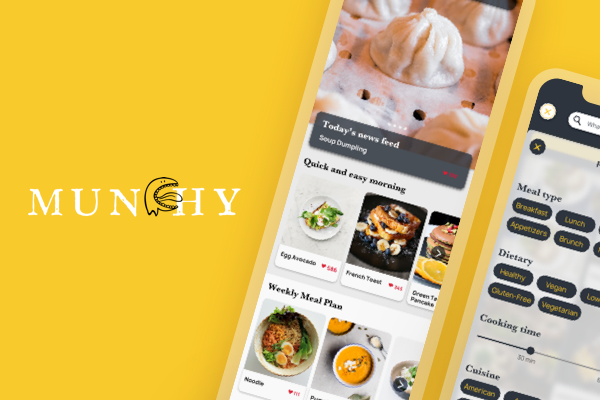 MUNCHY
Today's news feed
Soup Dumpling
Quick and easy morning
Egg Avocado
586
French Toast
Green Te
Pancake
Weekly Meal Plan
Noodle
111
Meal type
Breakfast
Lunch
Appetizers
Brunch
Dietary
Healthy
Vegan
Low
Gluten-Free
Vegetarian
Cooking time
30 min
Cuisine
American